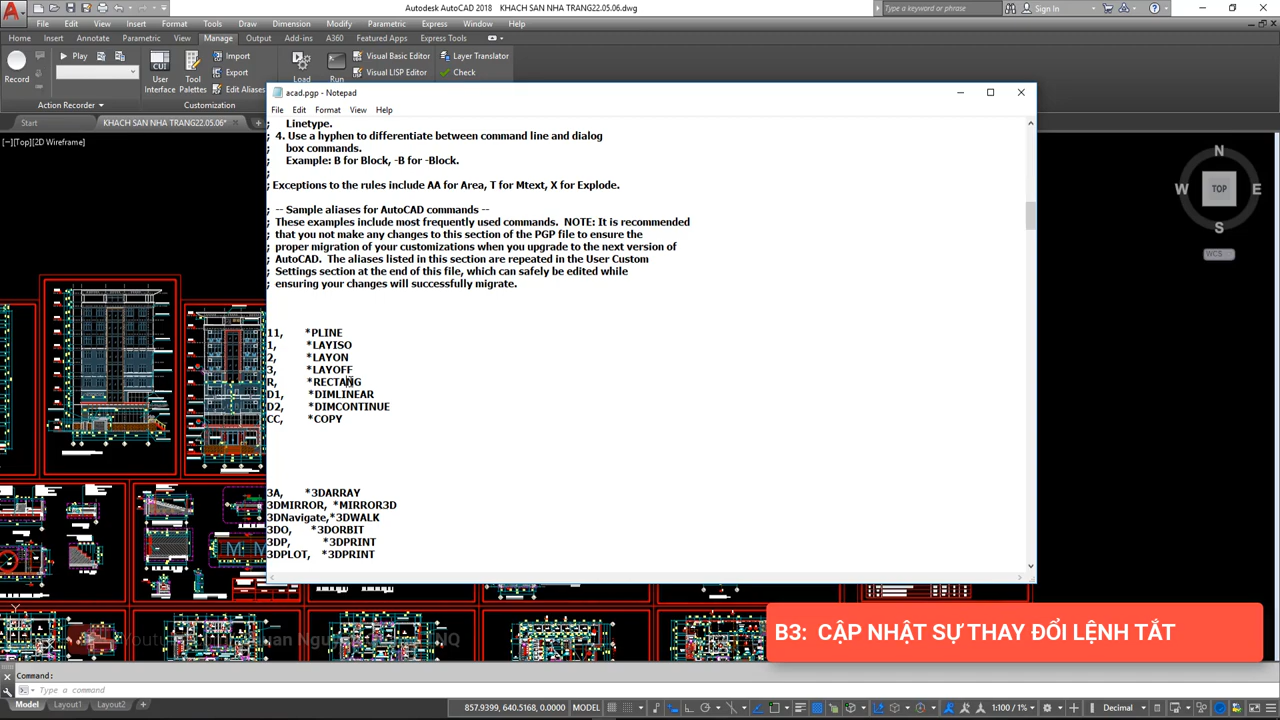 Autodesk AutoCAD 2018 KHACH SAN NHA TRANG22.05.06.dwg
Type a keyword or phrase
Sign In
File Edit View Insert Format Tools Draw Dimension Modify Parametric Express Window Help
Home Insert Annotate Parametric View Manage Output Add-ins A360 Featured Apps Express Tools
Record
Play
Action Recorder
User
Interface
Tool
Palettes
Import
Export
Edit Aliases
Customization
Load
Run
Visual Basic Editor
Visual LISP Editor
Layer Translator
Check
Start KHACH SAN NHA TRANG22.05.06*
[−][Top][2D Wireframe]
acad.pgp - Notepad
File Edit Format View Help
; Linetype.
; 4. Use a hyphen to differentiate between command line and dialog
; box commands.
; Example: B for Block, -B for -Block.
;
; Exceptions to the rules include AA for Area, T for Mtext, X for Explode.
; -- Sample aliases for AutoCAD commands --
; These examples include most frequently used commands. NOTE: It is recommended
; that you not make any changes to this section of the PGP file to ensure the
; proper migration of your customizations when you upgrade to the next version of
; AutoCAD. The aliases listed in this section are repeated in the User Custom
; Settings section at the end of this file, which can safely be edited while
; ensuring your changes will successfully migrate.
11, *PLINE
1, *LAYISO
2, *LAYON
3, *LAYOFF
R, *RECTANG
D1, *DIMLINEAR
D2, *DIMCONTINUE
CC, *COPY
3A, *3DARRAY
3DMIRROR, *MIRROR3D
3DNavigate,*3DWALK
3DO, *3DORBIT
3DP, *3DPRINT
3DPLOT, *3DPRINT
N
W TOP E
S
WCS
B3: CẬP NHẬT SỰ THAY ĐỔI LỆNH TẮT
Command:
Type a command
Model Layout1 Layout2 +
857.9399, 640.5168, 0.0000 MODEL
1:100 / 1%
Decimal